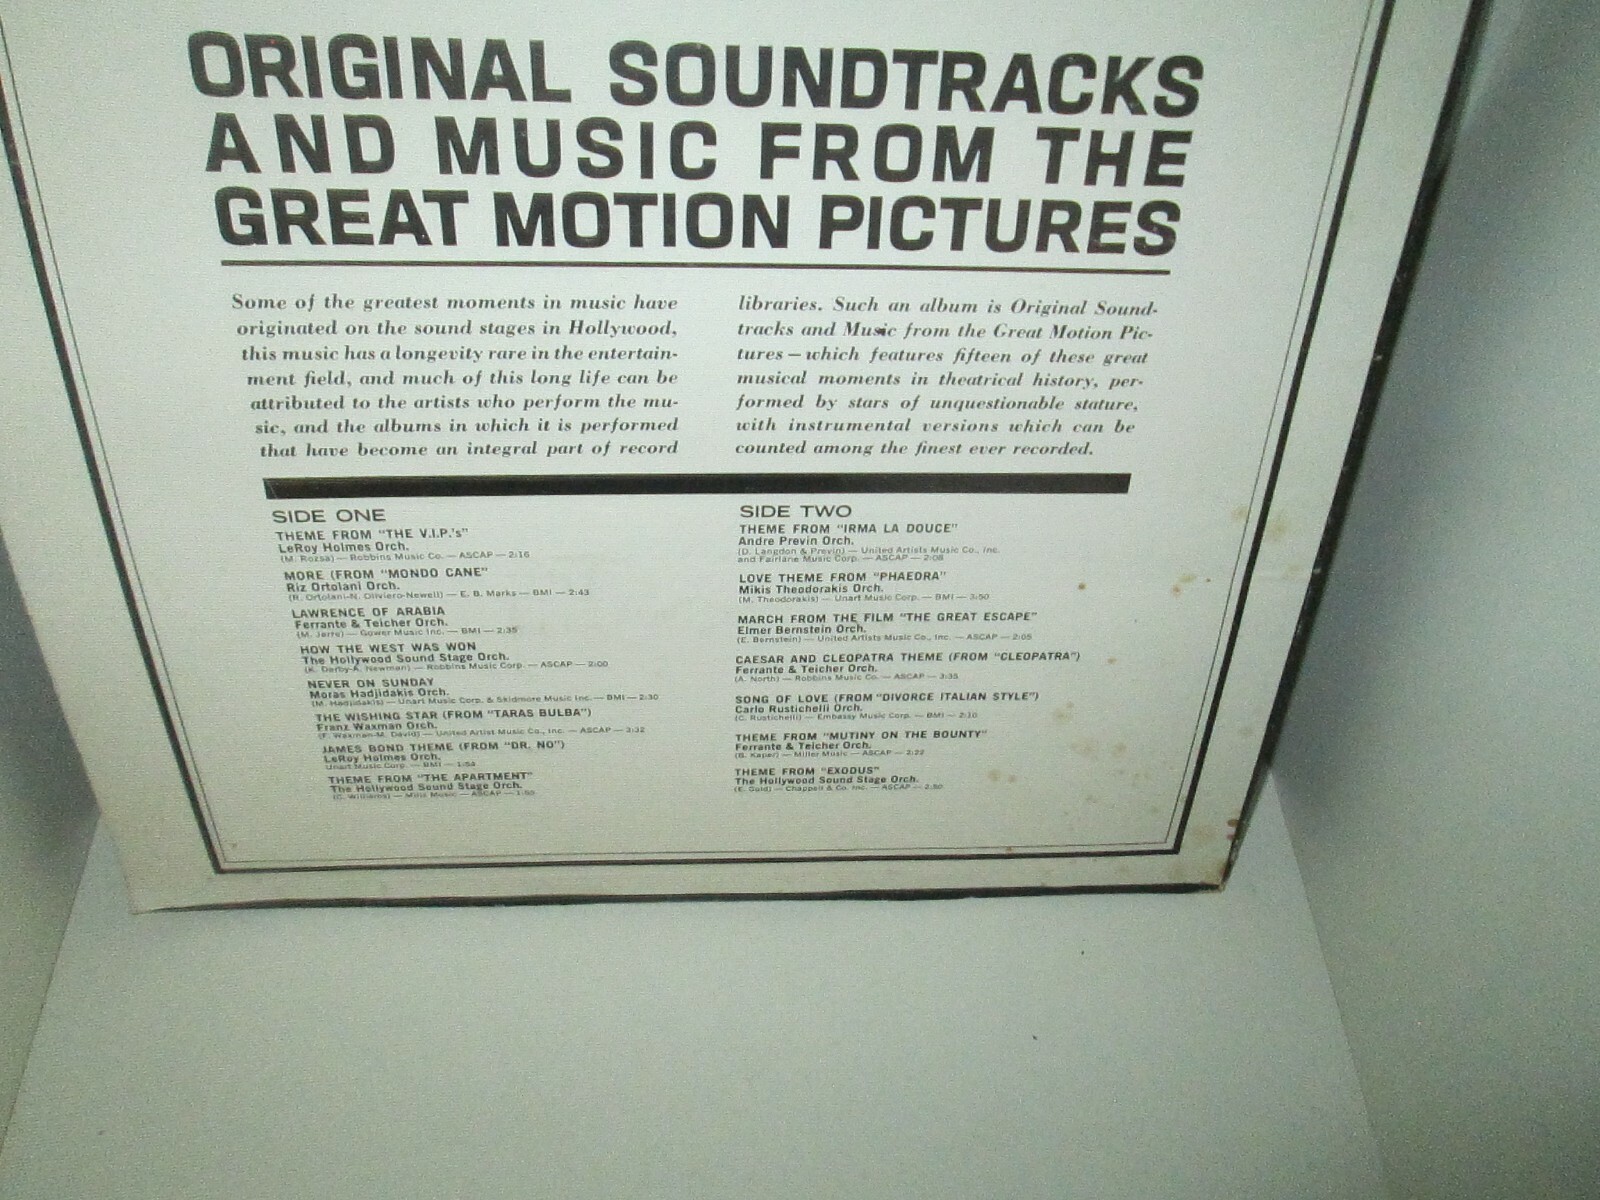 ORIGINAL SOUNDTRACKS
AND MUSIC FROM THE
GREAT MOTION PICTURES
Some of the greatest moments in music have
originated on the sound stages in Hollywood,
this music has a longevity rare in the entertain-
ment field, and much of this long life can be
attributed to the artists who perform the mu-
sic, and the albums in which it is performed
that have become an integral part of record
libraries. Such an album is Original Sound-
tracks and Music from the Great Motion Pic-
tures — which features fifteen of these great
musical moments in theatrical history, per-
formed by stars of unquestionable stature,
with instrumental versions which can be
counted among the finest ever recorded.
SIDE ONE
THEME FROM "THE V.I.P.'s"
LeRoy Holmes Orch.
(M. Rozsa) — Robbins Music Co. — ASCAP — 2:16
MORE (FROM "MONDO CANE"
Riz Ortolani Orch.
(R. Ortolani-N. Oliviero-Newell) — E. B. Marks — BMI — 2:43
LAWRENCE OF ARABIA
Ferrante & Teicher Orch.
(M. Jarre) — Gower Music Inc. — BMI — 2:35
HOW THE WEST WAS WON
The Hollywood Sound Stage Orch.
(K. Darby-A. Newman) — Robbins Music Corp. — ASCAP — 2:00
NEVER ON SUNDAY
Moras Hadjidakis Orch.
(M. Hadjidakis) — Unart Music Corp. & Skidmore Music Inc. — BMI — 2:30
THE WISHING STAR (FROM "TARAS BULBA")
Franz Waxman Orch.
(F. Waxman-M. David) — United Artist Music Co., Inc. — ASCAP — 3:32
JAMES BOND THEME (FROM "DR. NO")
LeRoy Holmes Orch.
Unart Music Corp. — BMI — 1:54
THEME FROM "THE APARTMENT"
The Hollywood Sound Stage Orch.
(C. Williams) — Mills Music — ASCAP —
SIDE TWO
THEME FROM "IRMA LA DOUCE"
Andre Previn Orch.
(D. Langdon & Previn) — United Artists Music Co., Inc.
and Fairlane Music Corp. — ASCAP — 2:08
LOVE THEME FROM "PHAEDRA"
Mikis Theodorakis Orch.
(M. Theodorakis) — Unart Music Corp. — BMI — 3:50
MARCH FROM THE FILM "THE GREAT ESCAPE"
Elmer Bernstein Orch.
(E. Bernstein) — United Artists Music Co., Inc. — ASCAP — 2:05
CAESAR AND CLEOPATRA THEME (FROM "CLEOPATRA")
Ferrante & Teicher Orch.
(A. North) — Robbins Music Co. — ASCAP — 3:35
SONG OF LOVE (FROM "DIVORCE ITALIAN STYLE")
Carlo Rustichelli Orch.
(C. Rustichelli) — Embassy Music Corp. — BMI — 2:10
THEME FROM "MUTINY ON THE BOUNTY"
Ferrante & Teicher Orch.
(B. Kaper) — Miller Music — ASCAP — 2:22
THEME FROM "EXODUS"
The Hollywood Sound Stage Orch.
(E. Gold) — Chappell & Co. Inc. — ASCAP — 2:50